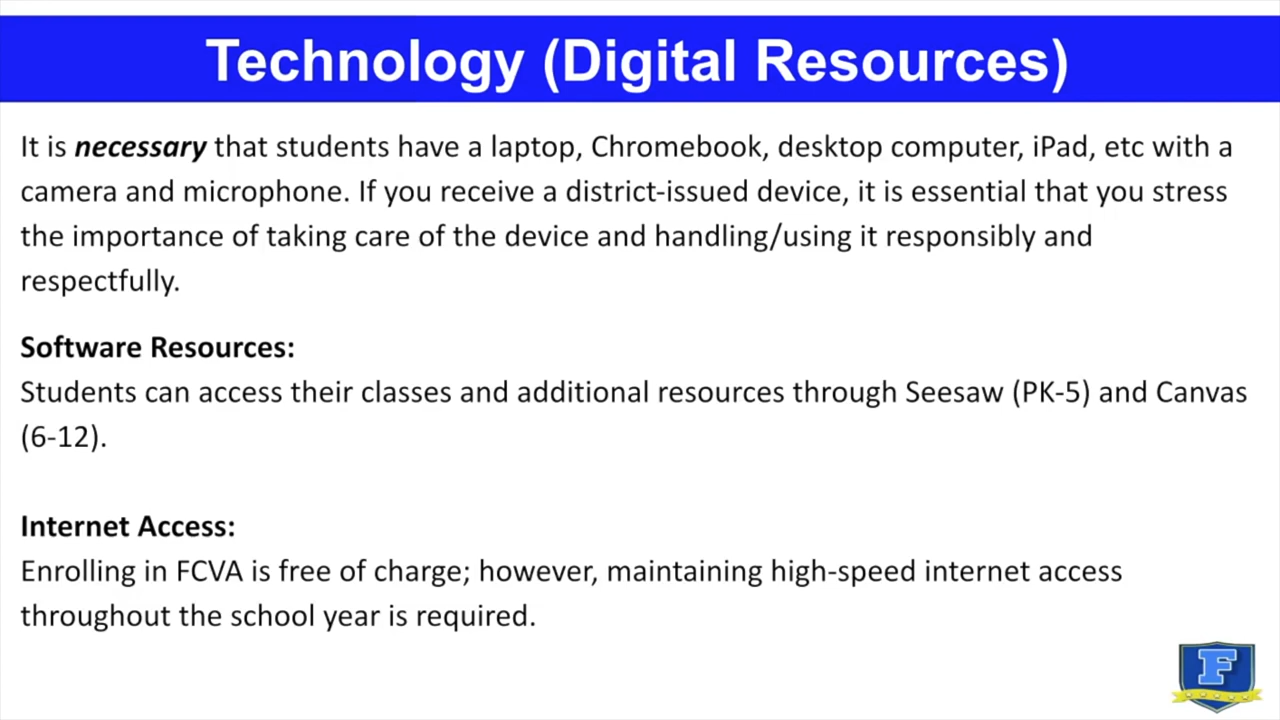 Technology (Digital Resources)
It is necessary that students have a laptop, Chromebook, desktop computer, iPad, etc with a
camera and microphone. If you receive a district-issued device, it is essential that you stress
the importance of taking care of the device and handling/using it responsibly and
respectfully.
Software Resources:
Students can access their classes and additional resources through Seesaw (PK-5) and Canvas
(6-12).
Internet Access:
Enrolling in FCVA is free of charge; however, maintaining high-speed internet access
throughout the school year is required.
F